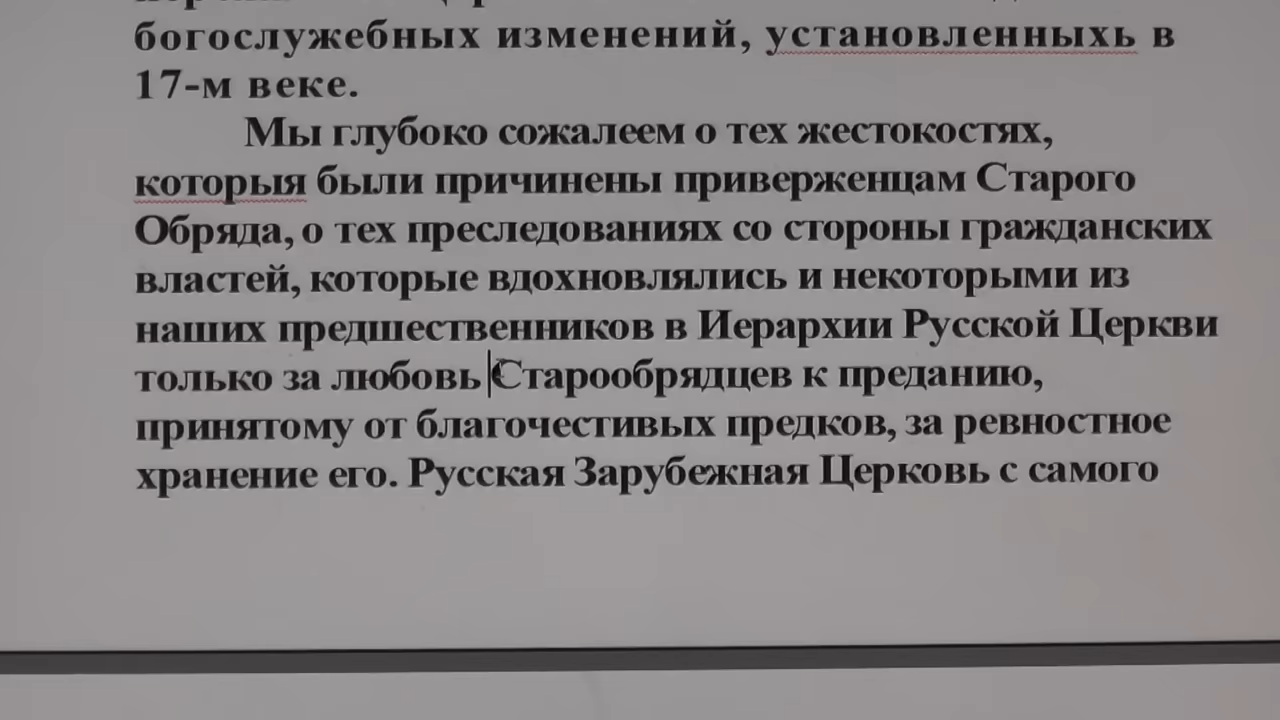 богослужебных изменений, установленныхь в
17-м веке.
Мы глубоко сожалеем о тех жестокостях,
которыя были причинены приверженцам Старого
Обряда, о тех преследованиях со стороны гражданских
властей, которые вдохновлялись и некоторыми из
наших предшественников в Иерархии Русской Церкви
только за любовь Старообрядцев к преданию,
принятому от благочестивых предков, за ревностное
хранение его. Русская Зарубежная Церковь с самого